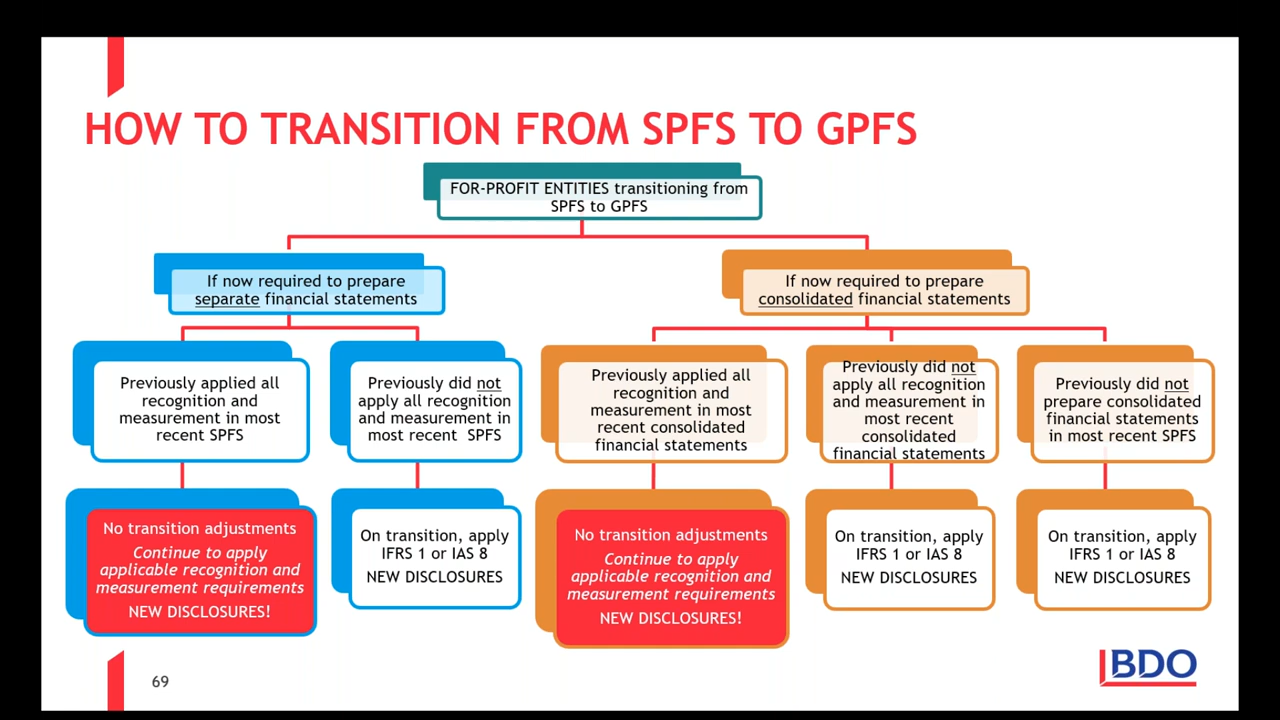 HOW TO TRANSITION FROM SPFS TO GPFS
FOR-PROFIT ENTITIES transitioning from
SPFS to GPFS
If now required to prepare
separate financial statements
If now required to prepare
consolidated financial statements
Previously applied all
recognition and
measurement in most
recent SPFS
Previously did not
apply all recognition
and measurement in
most recent SPFS
Previously applied all
recognition and
measurement in most
recent consolidated
financial statements
Previously did not
apply all recognition
and measurement in
most recent
consolidated
financial statements
Previously did not
prepare consolidated
financial statements
in most recent SPFS
No transition adjustments
Continue to apply
applicable recognition and
measurement requirements
NEW DISCLOSURES!
On transition, apply
IFRS 1 or IAS 8
NEW DISCLOSURES
No transition adjustments
Continue to apply
applicable recognition and
measurement requirements
NEW DISCLOSURES!
On transition, apply
IFRS 1 or IAS 8
NEW DISCLOSURES
On transition, apply
IFRS 1 or IAS 8
NEW DISCLOSURES
69
BDO